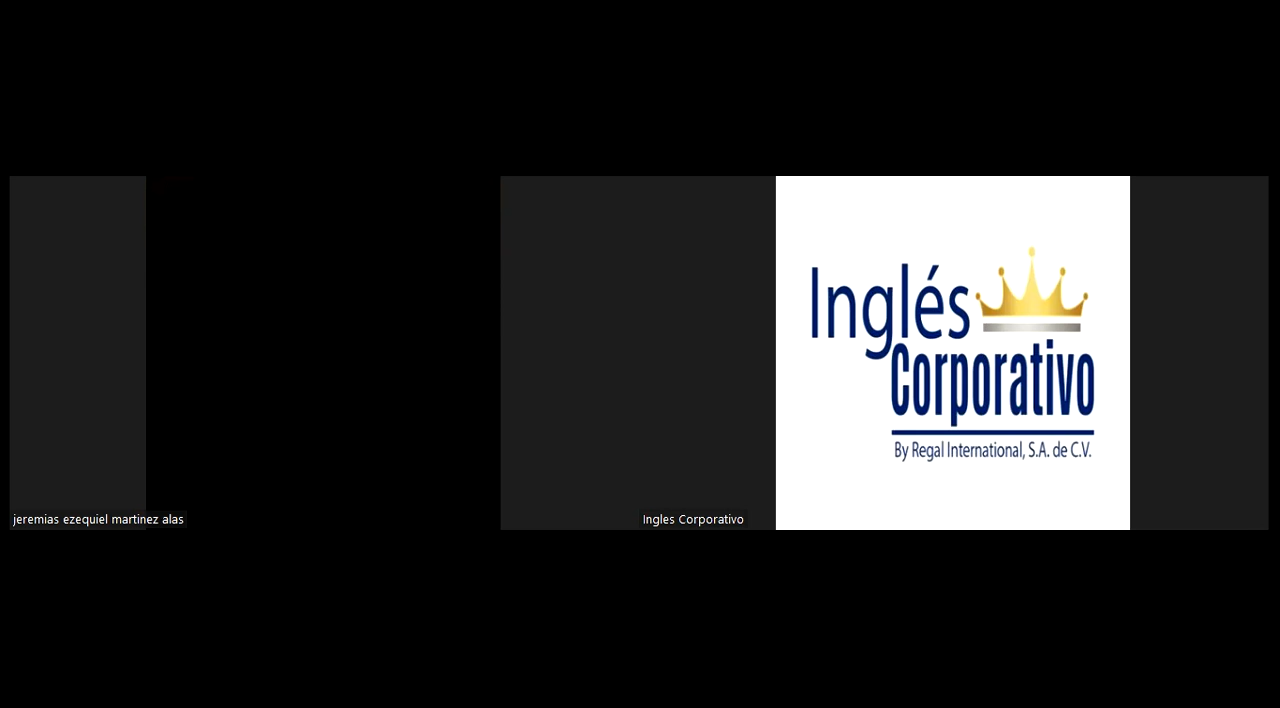 Inglés
Corporativo
By Regal International, S.A. de C.V.
jeremias ezequiel martinez alas
Ingles Corporativo